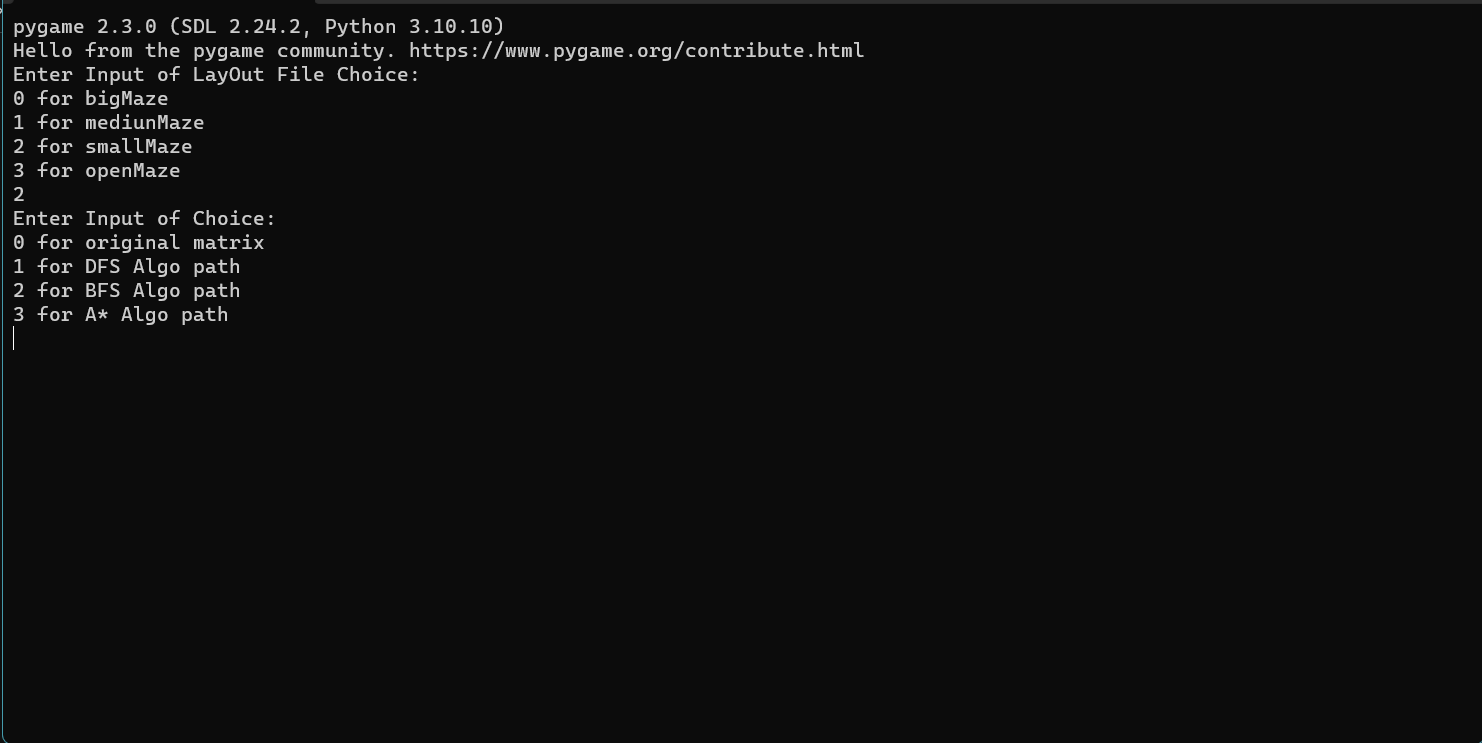 pygame 2.3.0 (SDL 2.24.2, Python 3.10.10)
Hello from the pygame community. https://www.pygame.org/contribute.html
Enter Input of LayOut File Choice:
0 for bigMaze
1 for mediunMaze
2 for smallMaze
3 for openMaze
2
Enter Input of Choice:
0 for original matrix
1 for DFS Algo path
2 for BFS Algo path
3 for A* Algo path